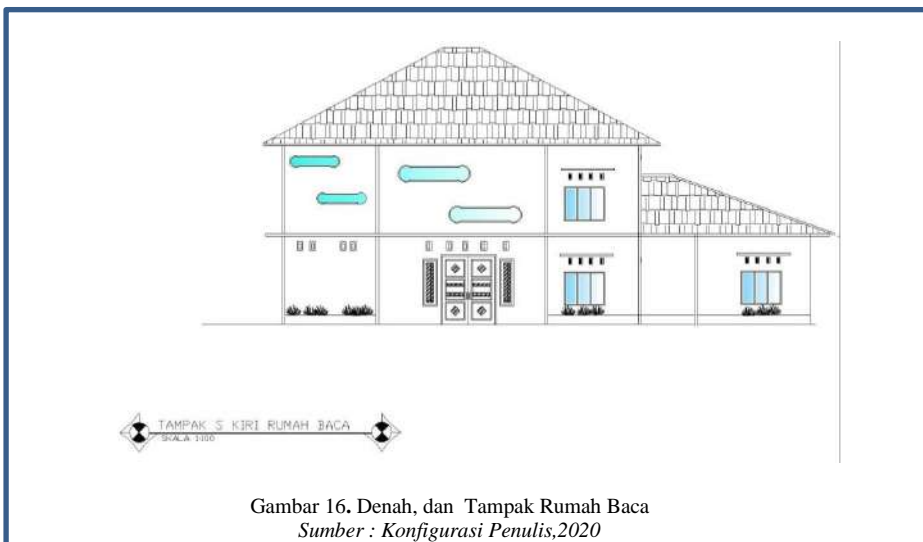 TAMPAK S KIRI RUMAH BACA
SKALA 1:100
Gambar 16. Denah, dan Tampak Rumah Baca
Sumber : Konfigurasi Penulis,2020